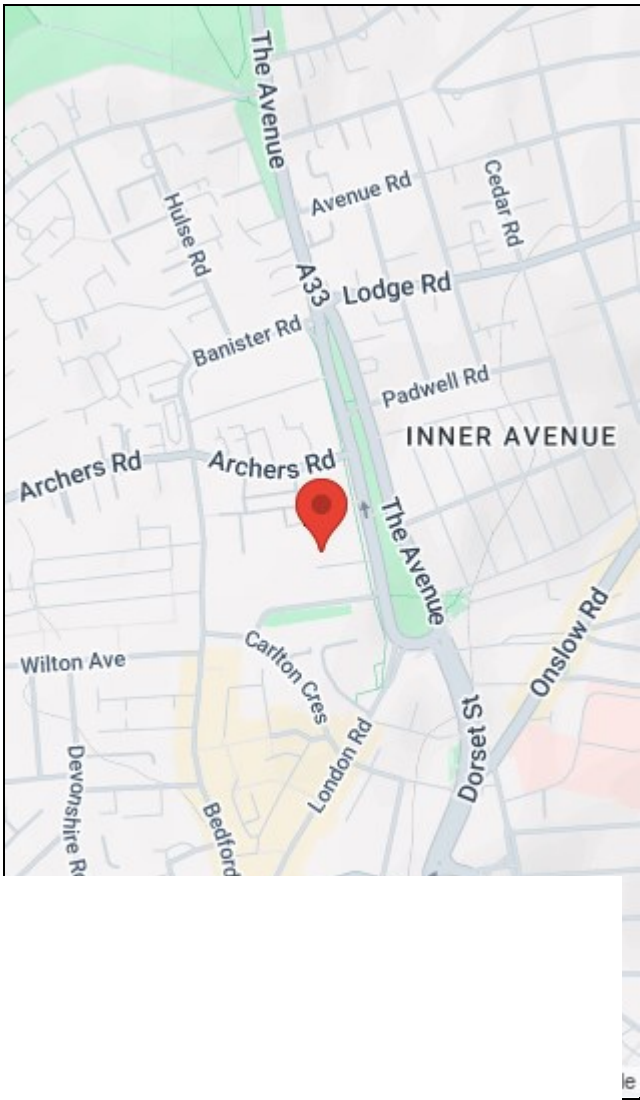 The Avenue
Avenue Rd
Cedar Rd
Hulse Rd
A33
Lodge Rd
Banister Rd
Padwell Rd
INNER AVENUE
Archers Rd
Archers Rd
The Avenue
Onslow Rd
Wilton Ave
Carlton Cres
London Rd
Dorset St
Devonshire R
Bedford
le